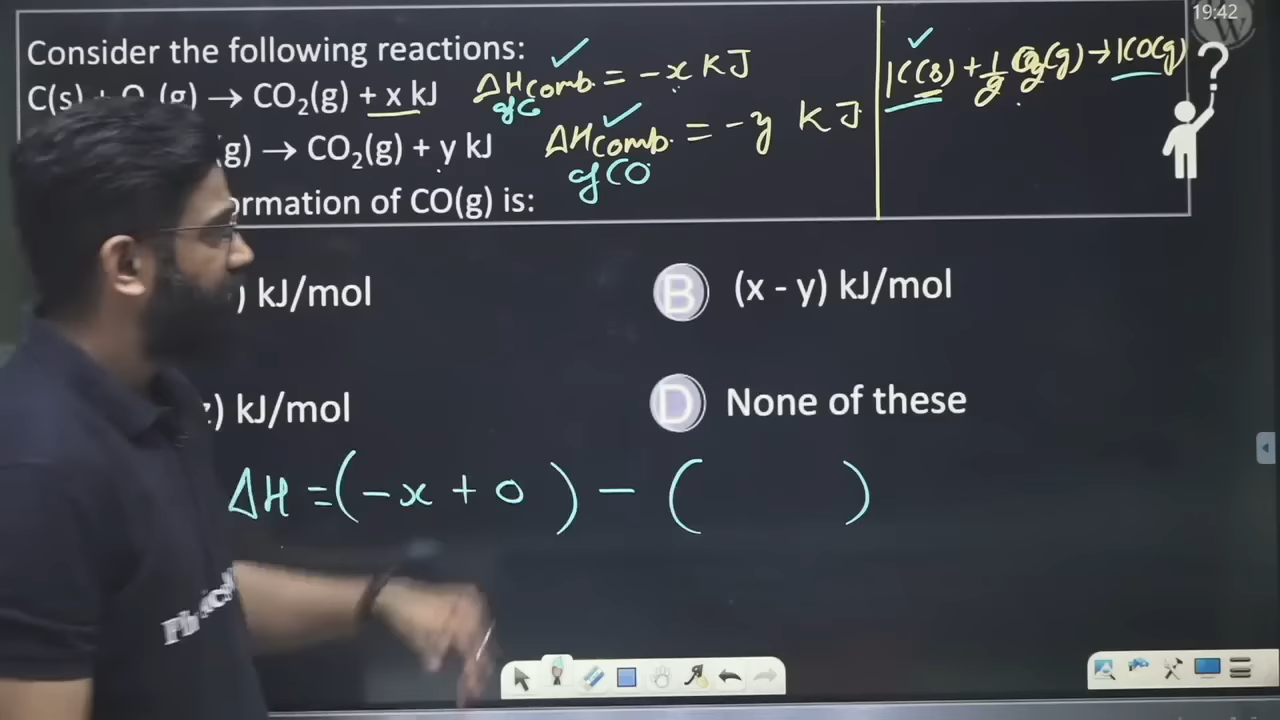 19:42
Consider the following reactions:
C(s) + O2(g) → CO2(g) + x kJ
ΔHcomb. = -x KJ
of C
1C(s) + 1/2 O2(g) → 1CO(g)
(g) → CO2(g) + y kJ
ΔHcomb. = -y KJ
of CO
ormation of CO(g) is:
?
) kJ/mol
B (x - y) kJ/mol
) kJ/mol
D None of these
ΔH = (-x + 0) - ( )